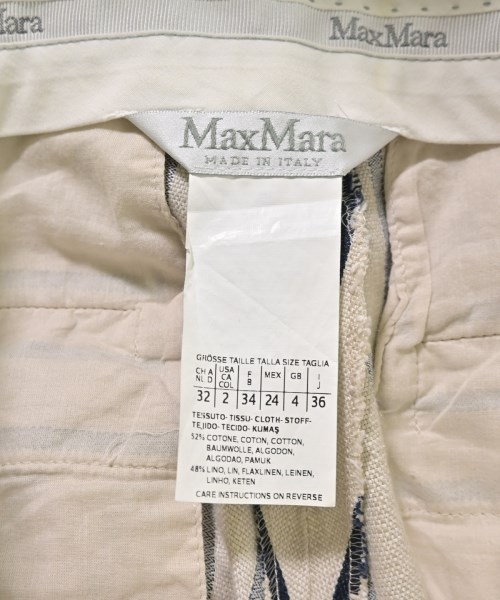 MaxMara
MaxMara
MADE IN ITALY
GRÖSSE TAILLE TALLA SIZE TAGLIA
CH A NL D USA CA COL F B MEX GB I J
32 2 34 24 4 36
TESSUTO-TISSU-CLOTH-STOFF-
TEJIDO-TECIDO-KUMAŞ
52% COTONE, COTON, COTTON,
BAUMWOLLE, ALGODON,
ALGODAO, PAMUK
48% LINO, LIN, FLAXLINEN, LEINEN,
LINHO, KETEN
CARE INSTRUCTIONS ON REVERSE